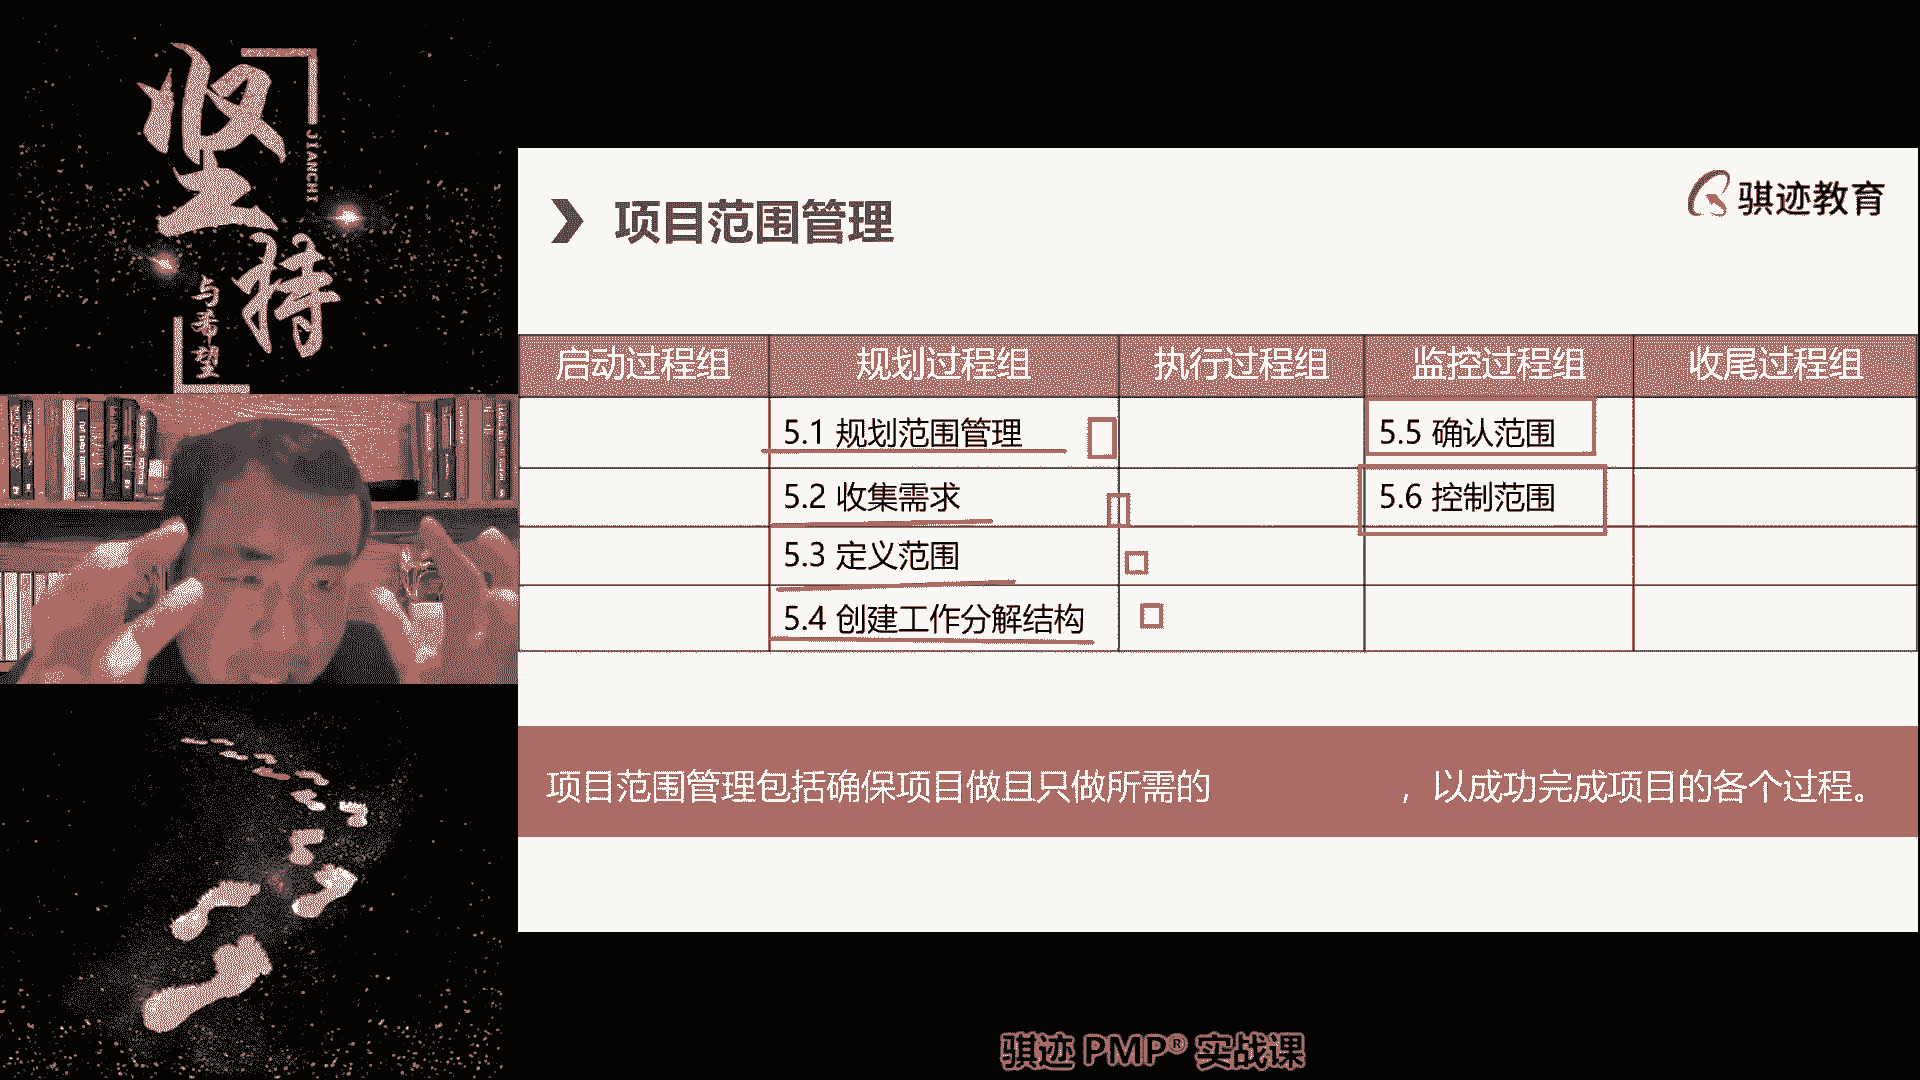 坚持
JIANCHI
与希望
项目范围管理
骐迹教育
启动过程组 规划过程组 执行过程组 监控过程组 收尾过程组
5.1 规划范围管理 5.5 确认范围
5.2 收集需求 5.6 控制范围
5.3 定义范围
5.4 创建工作分解结构
项目范围管理包括确保项目做且只做所需的 ，以成功完成项目的各个过程。
骐迹 PMP® 实战课